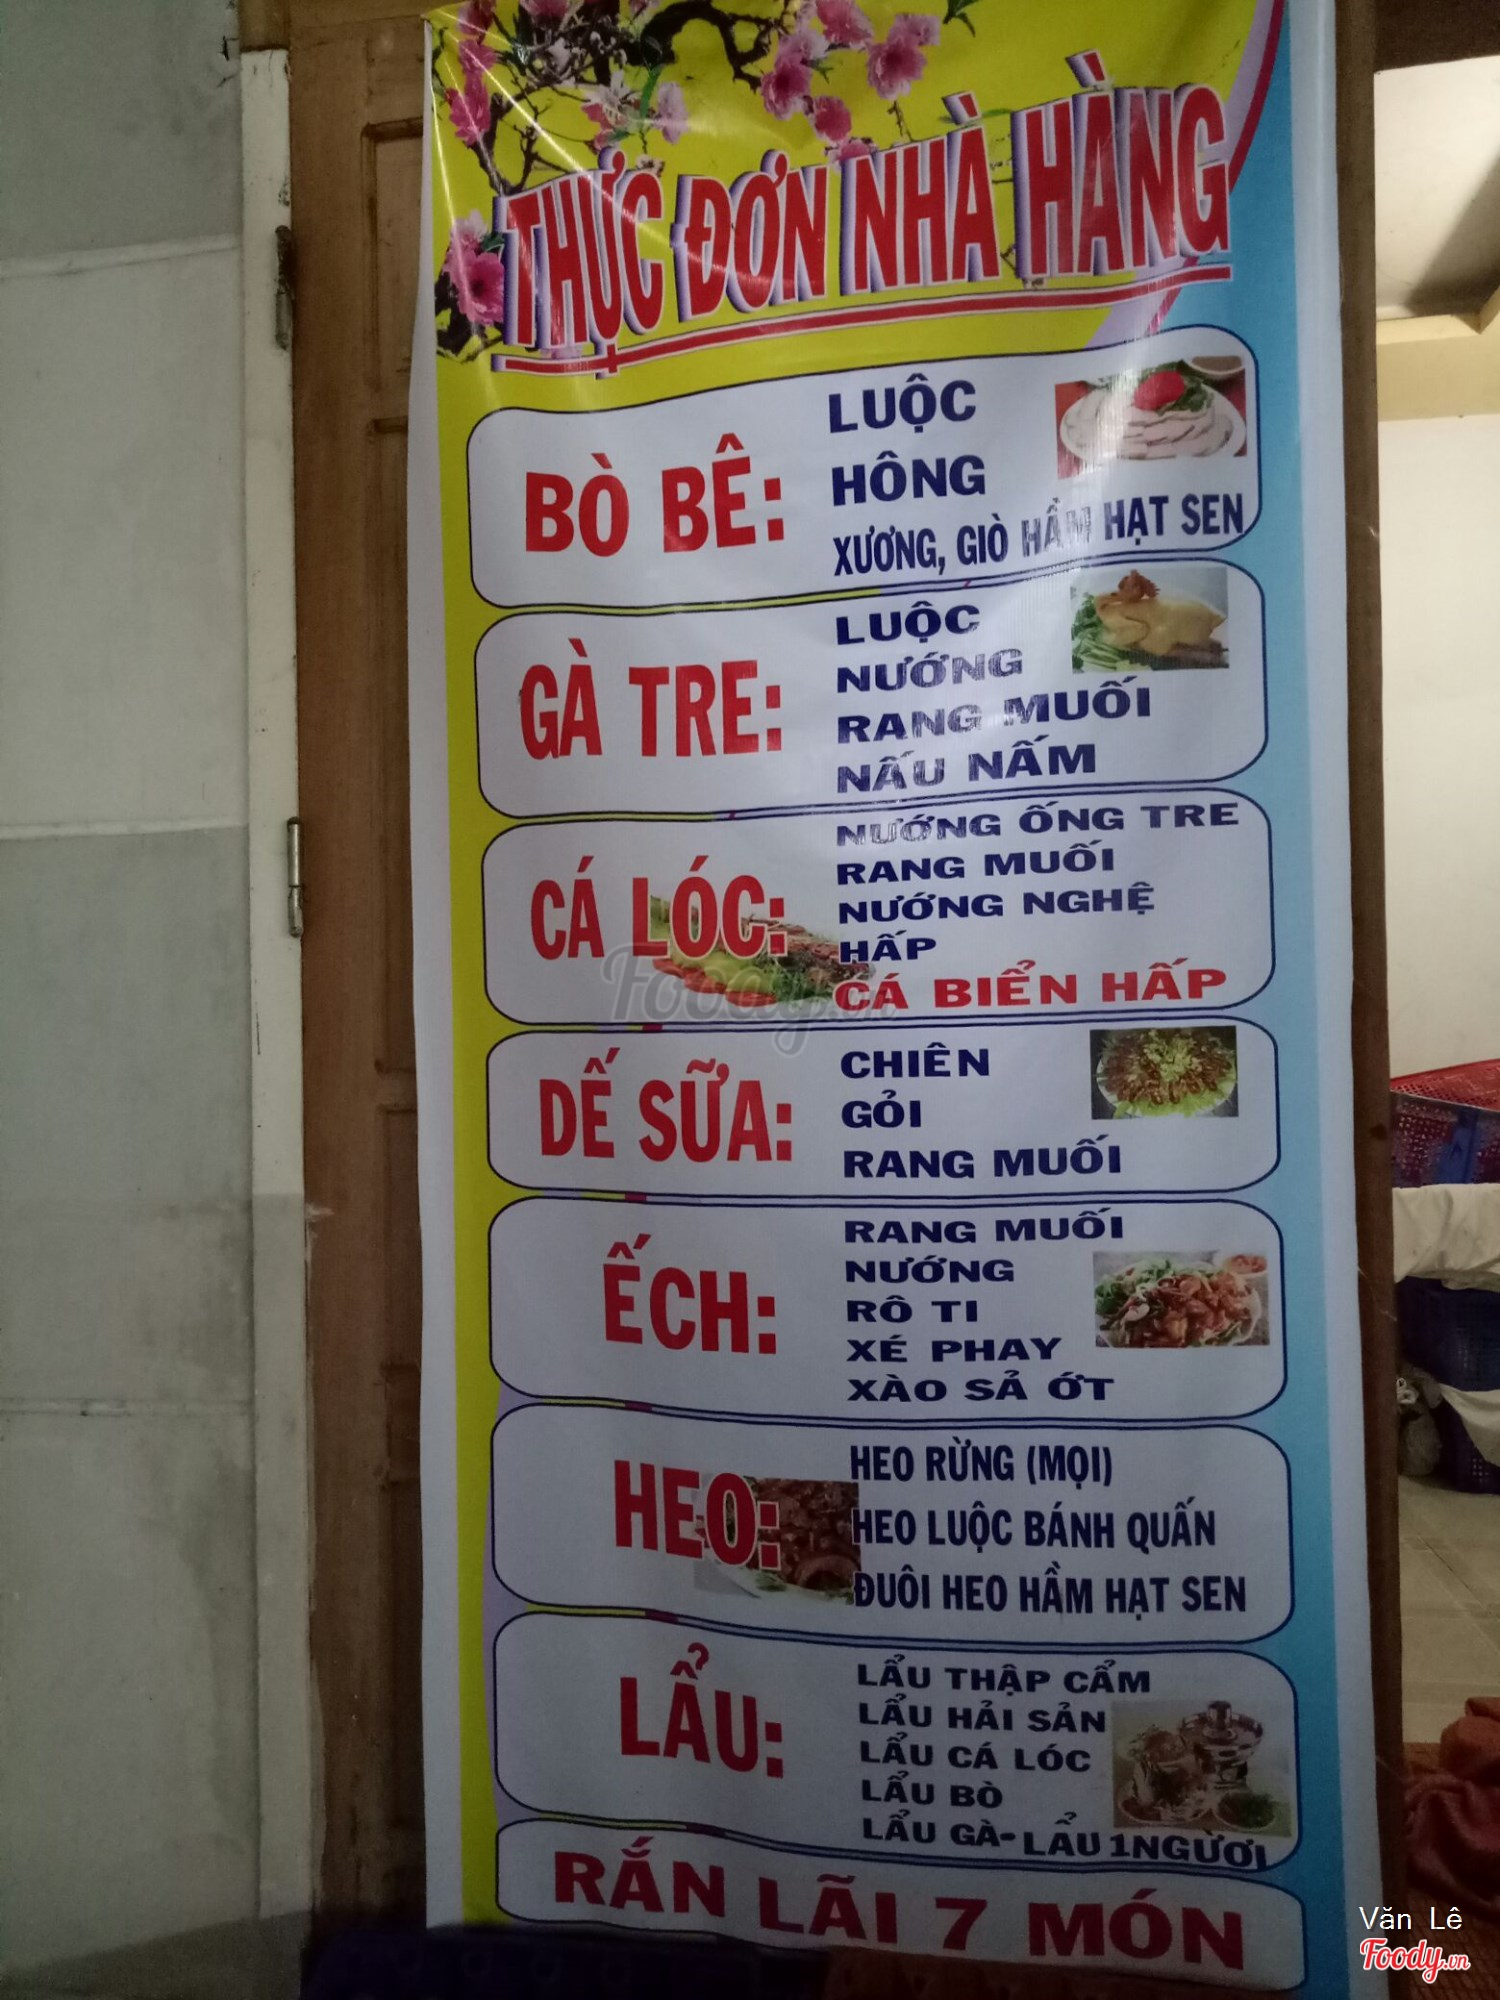 THỰC ĐƠN NHÀ HÀNG
BÒ BÊ:
LUỘC
HÔNG
XƯƠNG, GIÒ HẦM HẠT SEN
GÀ TRE:
LUỘC
NƯỚNG
RANG MUỐI
NẤU NẤM
CÁ LÓC:
NƯỚNG ỐNG TRE
RANG MUỐI
NƯỚNG NGHỆ
HẤP
CÁ BIỂN HẤP
DẾ SỮA:
CHIÊN
GỎI
RANG MUỐI
ẾCH:
RANG MUỐI
NƯỚNG
RÔ TI
XÉ PHAY
XÀO SẢ ỚT
HEO:
HEO RỪNG (MỌI)
HEO LUỘC BÁNH QUẤN
ĐUÔI HEO HẦM HẠT SEN
LẨU:
LẨU THẬP CẨM
LẨU HẢI SẢN
LẨU CÁ LÓC
LẨU BÒ
LẨU GÀ-LẨU 1NGƯỜI
RẮN LÃI 7 MÓN
Foody.vn
Văn Lê
Foody.vn